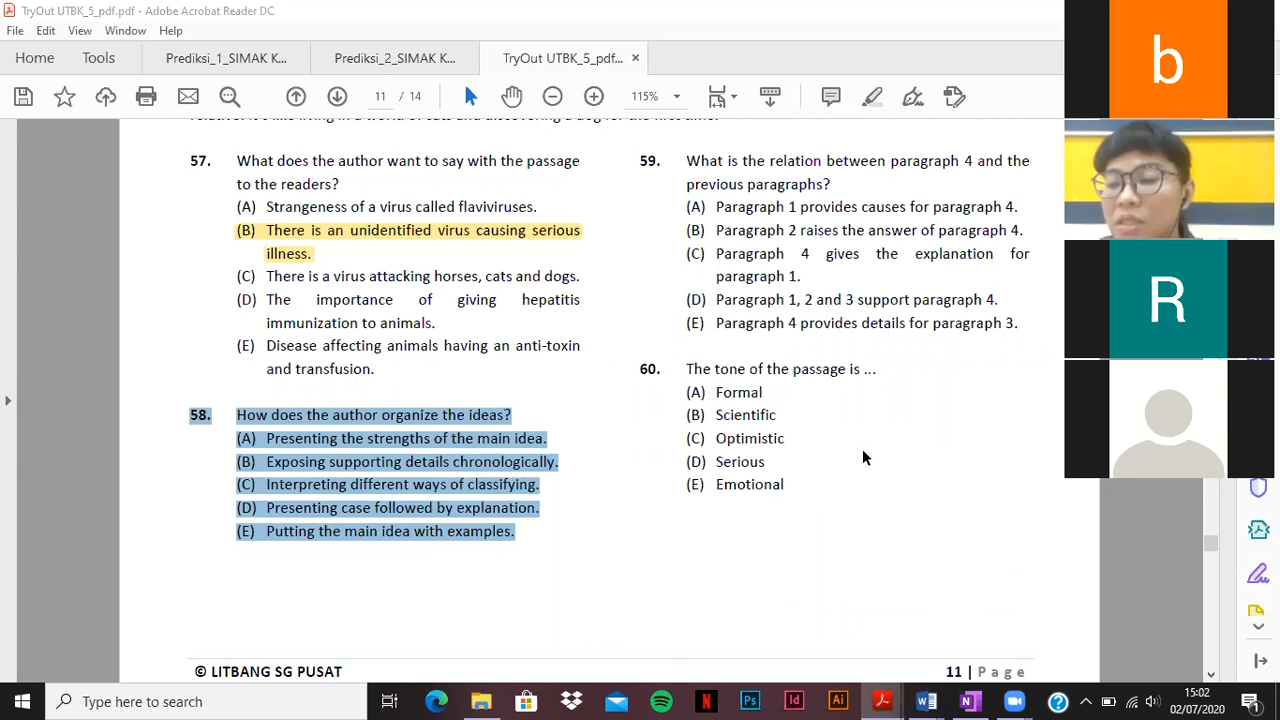 TryOut UTBK_5_pdf.pdf - Adobe Acrobat Reader DC
File Edit View Window Help
Home Tools Prediksi_1_SIMAK K... Prediksi_2_SIMAK K... TryOut UTBK_5_pdf... ×
11 / 14 115%
57. What does the author want to say with the passage
to the readers?
(A) Strangeness of a virus called flaviviruses.
(B) There is an unidentified virus causing serious
illness.
(C) There is a virus attacking horses, cats and dogs.
(D) The importance of giving hepatitis
immunization to animals.
(E) Disease affecting animals having an anti-toxin
and transfusion.
58. How does the author organize the ideas?
(A) Presenting the strengths of the main idea.
(B) Exposing supporting details chronologically.
(C) Interpreting different ways of classifying.
(D) Presenting case followed by explanation.
(E) Putting the main idea with examples.
59. What is the relation between paragraph 4 and the
previous paragraphs?
(A) Paragraph 1 provides causes for paragraph 4.
(B) Paragraph 2 raises the answer of paragraph 4.
(C) Paragraph 4 gives the explanation for
paragraph 1.
(D) Paragraph 1, 2 and 3 support paragraph 4.
(E) Paragraph 4 provides details for paragraph 3.
60. The tone of the passage is ...
(A) Formal
(B) Scientific
(C) Optimistic
(D) Serious
(E) Emotional
© LITBANG SG PUSAT 11 | Page
b
R
Type here to search
Ps Id Ai
15:02
02/07/2020